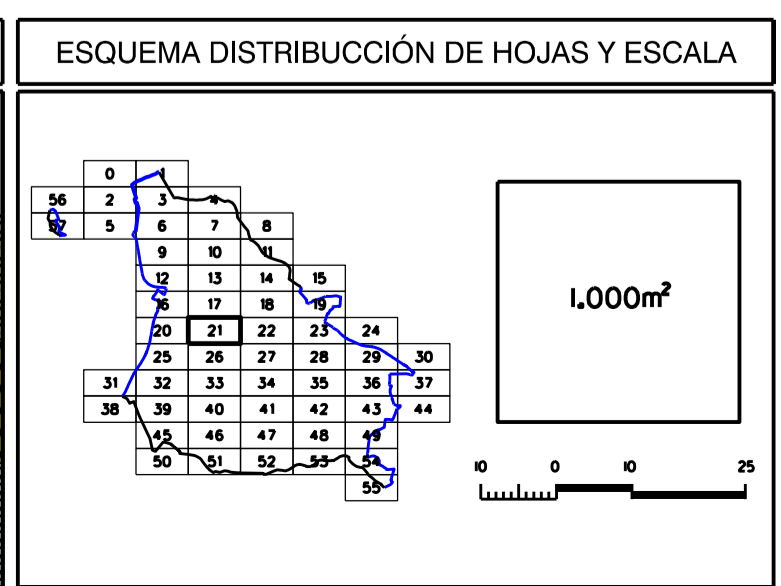 ESQUEMA DISTRIBUCCIÓN DE HOJAS Y ESCALA
0 1
56 2 3 4
57 5 6 7 8
9 10 11
12 13 14 15
16 17 18 19
20 21 22 23 24
25 26 27 28 29 30
31 32 33 34 35 36 37
38 39 40 41 42 43 44
45 46 47 48 49
50 51 52 53 54
55
1.000m²
10 0 10 25